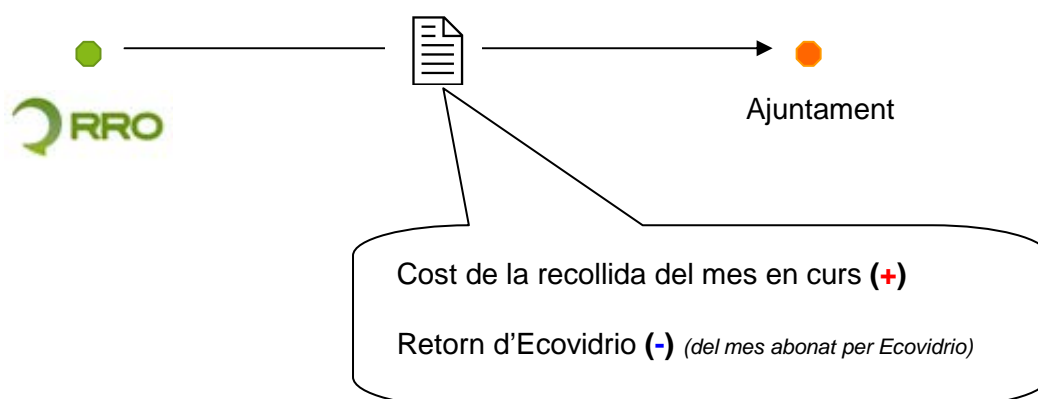 RRO
Ajuntament
Cost de la recollida del mes en curs (+)
Retorn d'Ecovidrio (-) (del mes abonat per Ecovidrio)